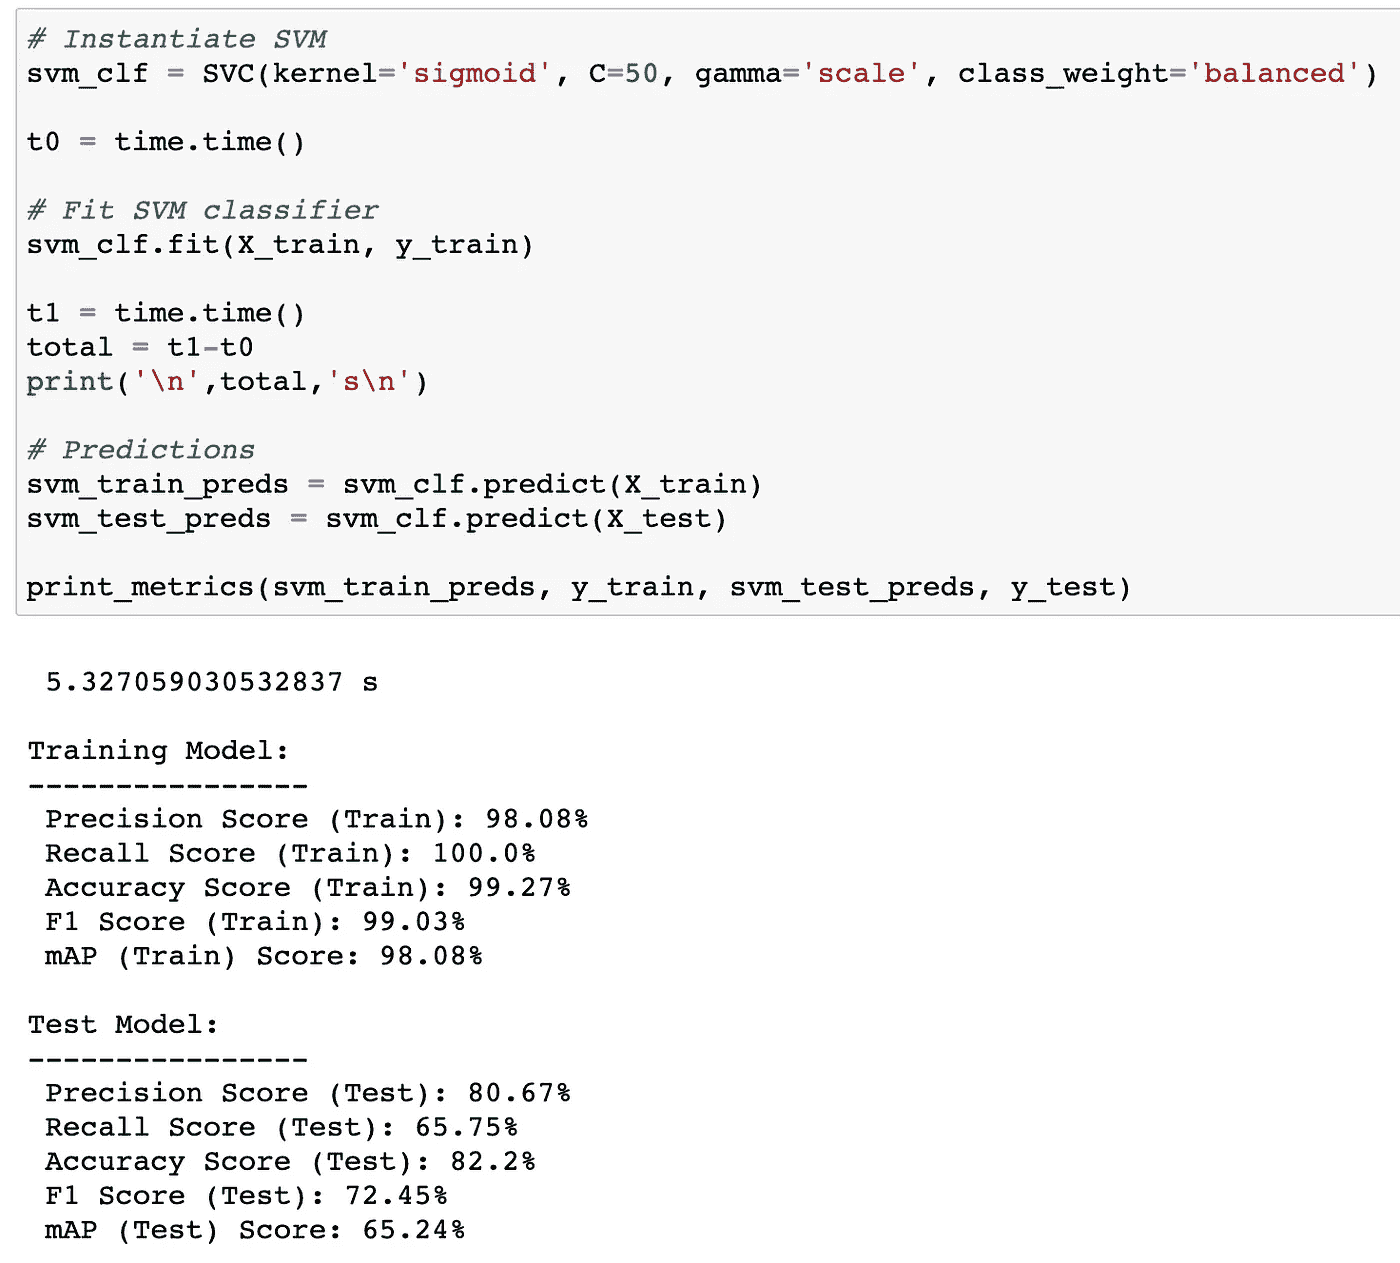 # Instantiate SVM
svm_clf = SVC(kernel='sigmoid', C=50, gamma='scale', class_weight='balanced')
t0 = time.time()
# Fit SVM classifier
svm_clf.fit(X_train, y_train)
t1 = time.time()
total = t1-t0
print('\n',total,'s\n')
# Predictions
svm_train_preds = svm_clf.predict(X_train)
svm_test_preds = svm_clf.predict(X_test)
print_metrics(svm_train_preds, y_train, svm_test_preds, y_test)
5.327059030532837 s
Training Model:
----------------
Precision Score (Train): 98.08%
Recall Score (Train): 100.0%
Accuracy Score (Train): 99.27%
F1 Score (Train): 99.03%
mAP (Train) Score: 98.08%
Test Model:
----------------
Precision Score (Test): 80.67%
Recall Score (Test): 65.75%
Accuracy Score (Test): 82.2%
F1 Score (Test): 72.45%
mAP (Test) Score: 65.24%